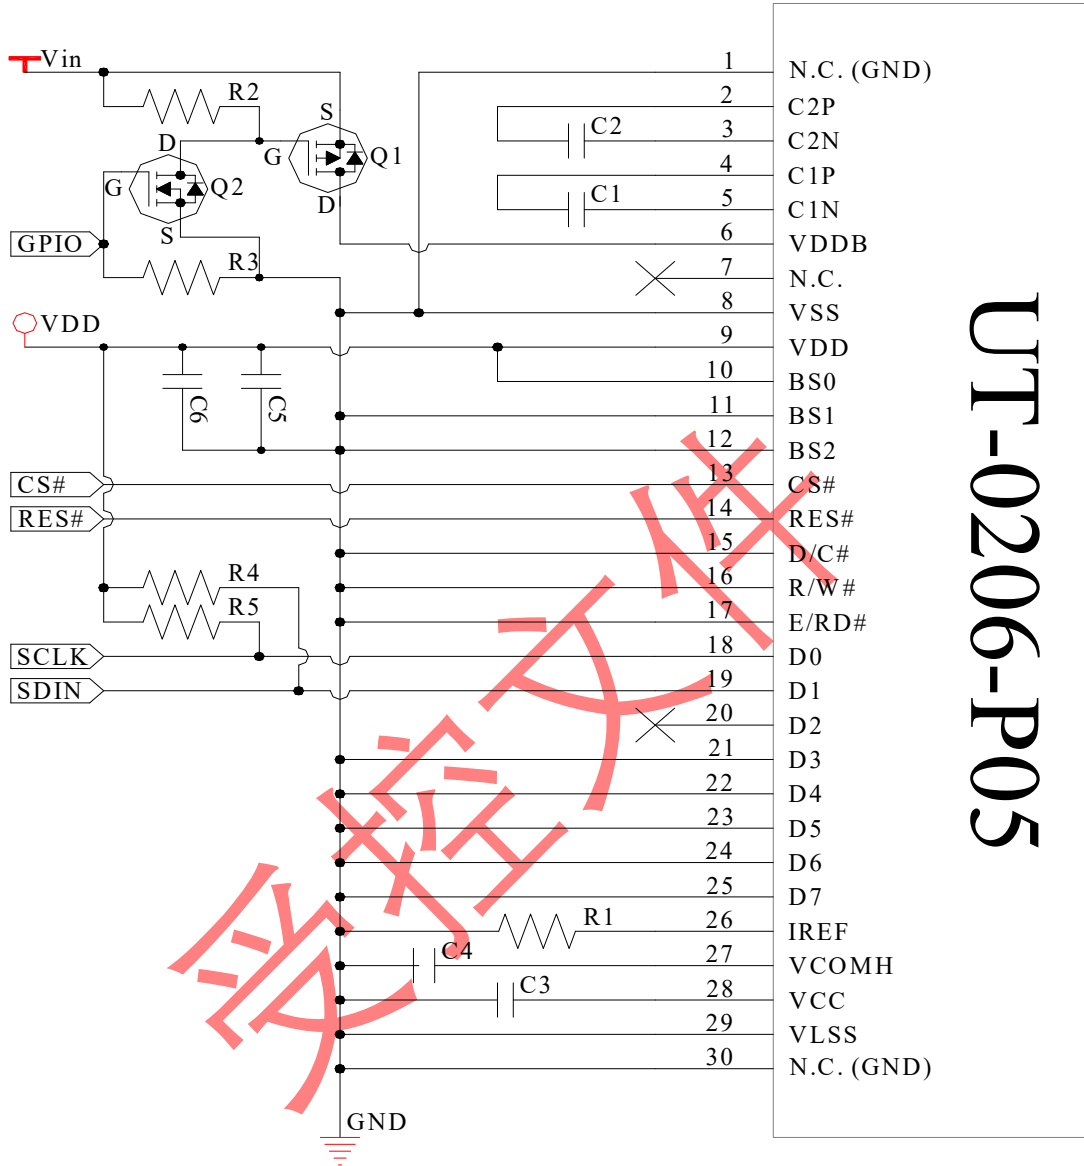 Vin
R2
S
D
G
Q1
G
Q2
D
S
GPIO
R3
VDD
C6
C5
CS#
RES#
R4
R5
SCLK
SDIN
C2
C1
R1
C4
C3
GND
1 N.C. (GND)
2 C2P
3 C2N
4 C1P
5 C1N
6 VDDB
7 N.C.
8 VSS
9 VDD
10 BS0
11 BS1
12 BS2
13 CS#
14 RES#
15 D/C#
16 R/W#
17 E/RD#
18 D0
19 D1
20 D2
21 D3
22 D4
23 D5
24 D6
25 D7
26 IREF
27 VCOMH
28 VCC
29 VLSS
30 N.C. (GND)
UT-0206-P05
受控文件